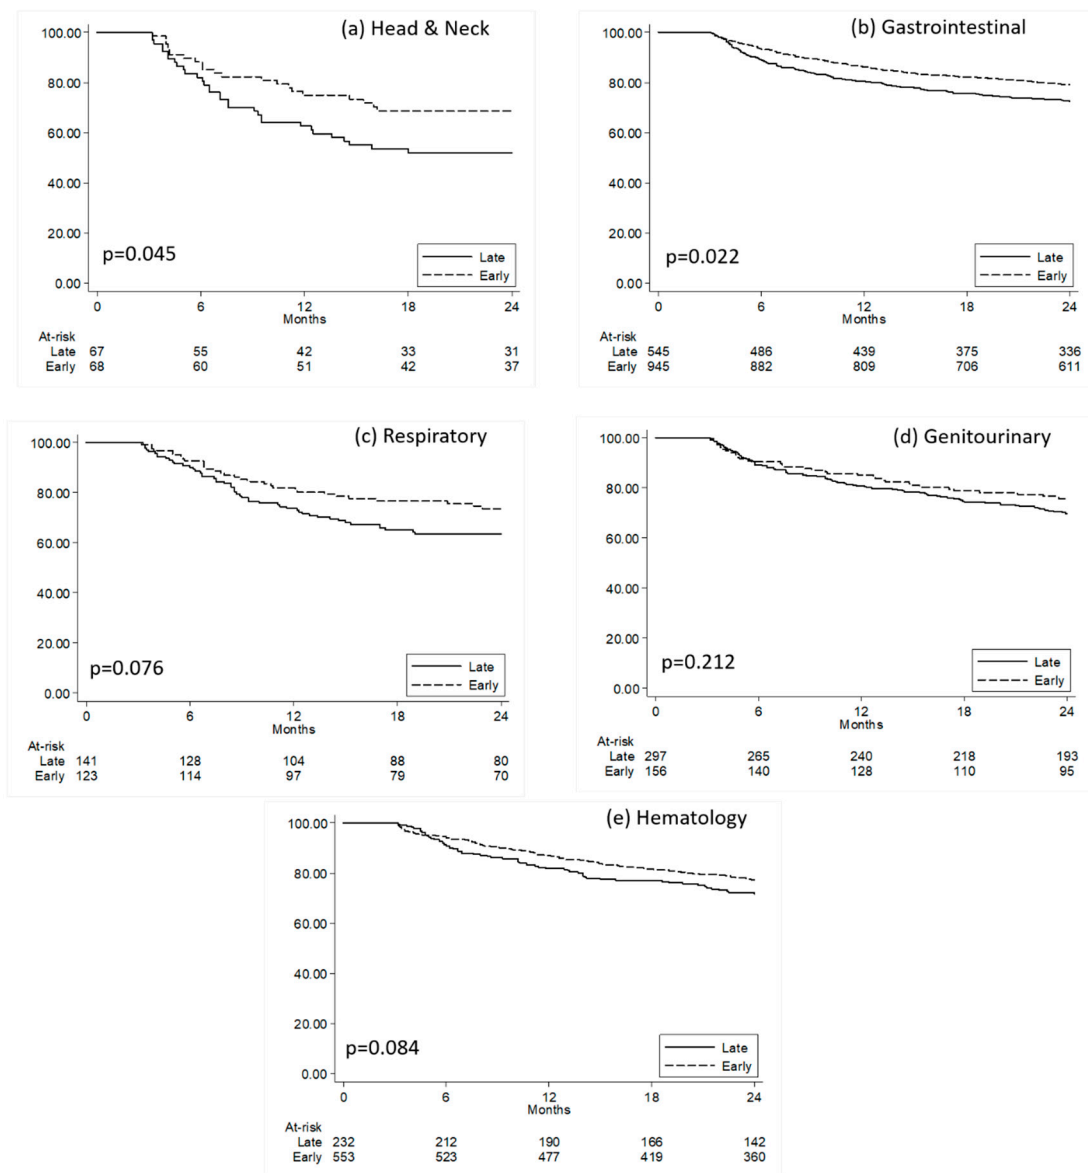 (a) Head & Neck
100.00
80.00
60.00
40.00
20.00
0.00
p=0.045
Late
Early
0 6 12 18 24
Months
At-risk
Late 67 55 42 33 31
Early 68 60 51 42 37
(b) Gastrointestinal
100.00
80.00
60.00
40.00
20.00
0.00
p=0.022
Late
Early
0 6 12 18 24
Months
At-risk
Late 545 486 439 375 336
Early 945 882 809 706 611
(c) Respiratory
100.00
80.00
60.00
40.00
20.00
0.00
p=0.076
Late
Early
0 6 12 18 24
Months
At-risk
Late 141 128 104 88 80
Early 123 114 97 79 70
(d) Genitourinary
100.00
80.00
60.00
40.00
20.00
0.00
p=0.212
Late
Early
0 6 12 18 24
Months
At-risk
Late 297 265 240 218 193
Early 156 140 128 110 95
(e) Hematology
100.00
80.00
60.00
40.00
20.00
0.00
p=0.084
Late
Early
0 6 12 18 24
Months
At-risk
Late 232 212 190 166 142
Early 553 523 477 419 360